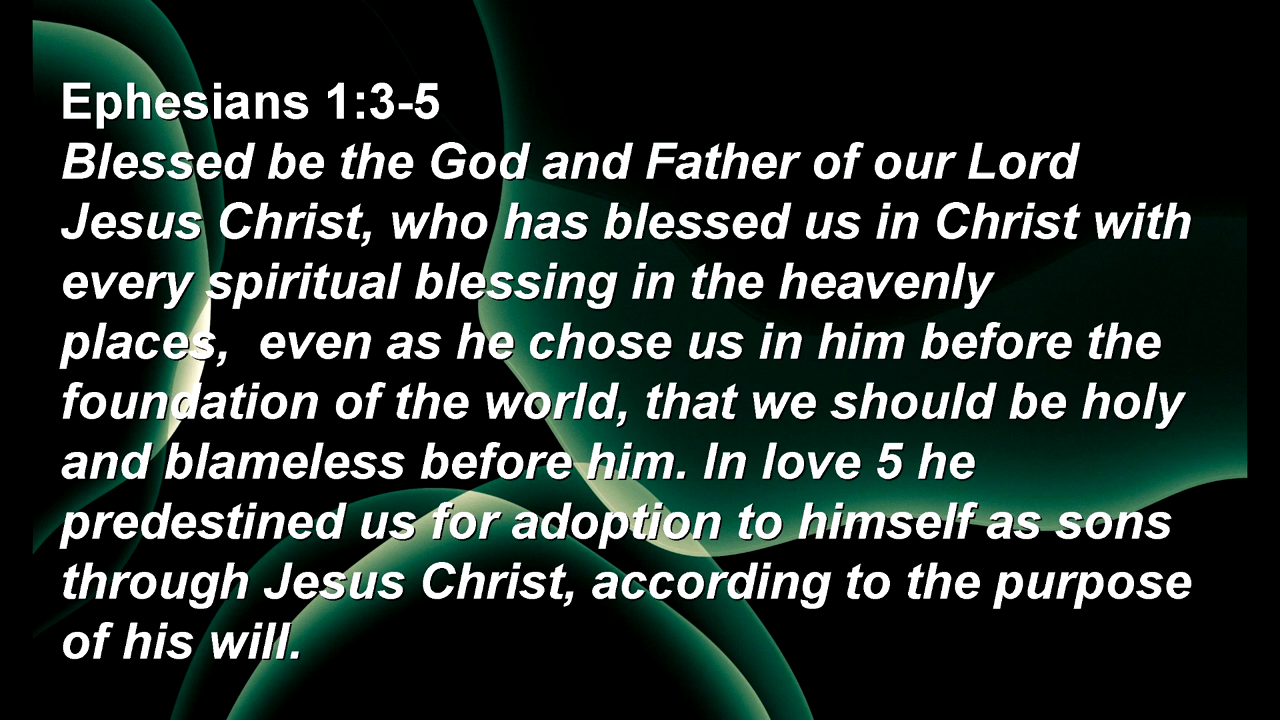 Ephesians 1:3-5
Blessed be the God and Father of our Lord
Jesus Christ, who has blessed us in Christ with
every spiritual blessing in the heavenly
places,  even as he chose us in him before the
foundation of the world, that we should be holy
and blameless before him. In love 5 he
predestined us for adoption to himself as sons
through Jesus Christ, according to the purpose
of his will.